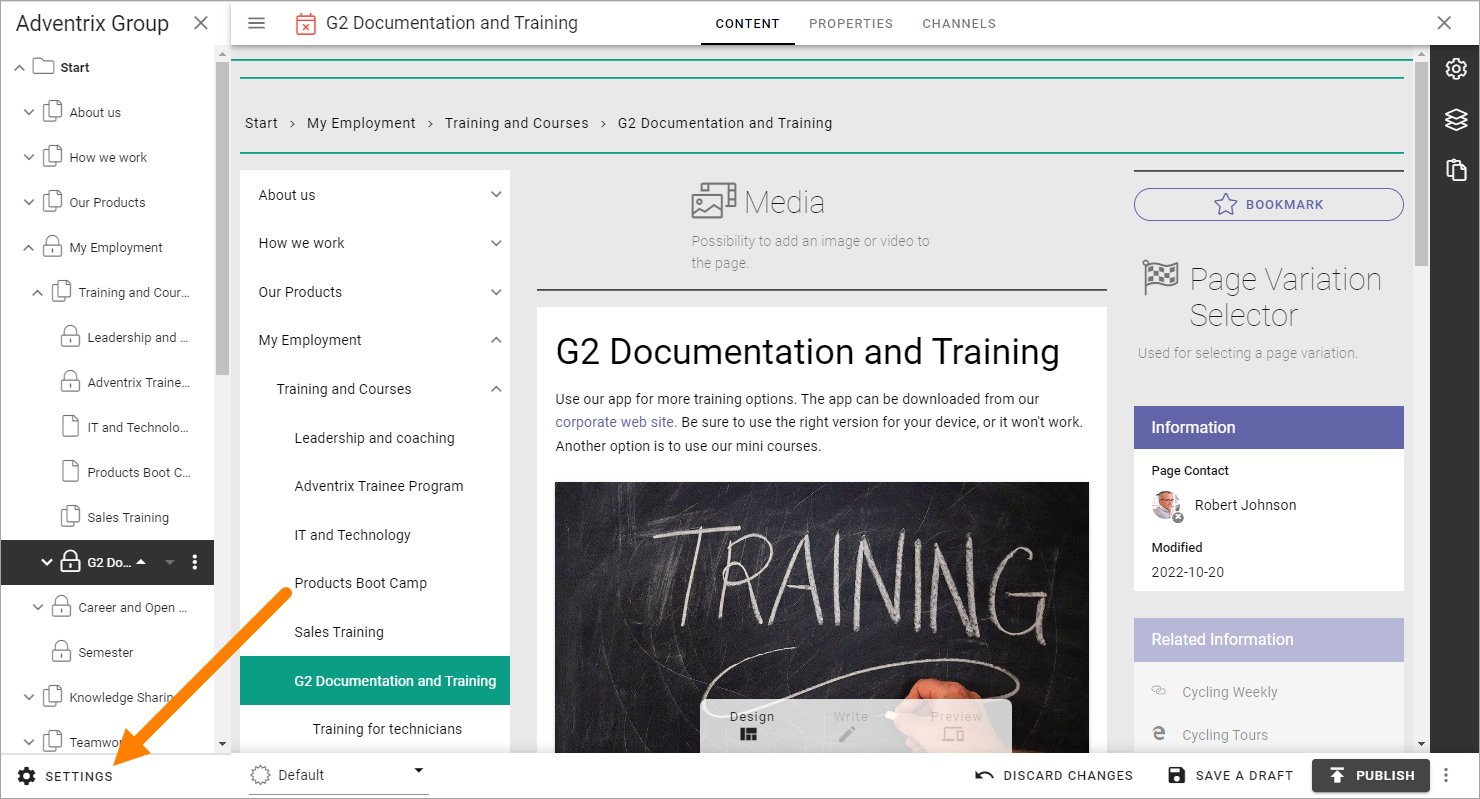 Adventrix Group
G2 Documentation and Training
CONTENT
PROPERTIES
CHANNELS
Start
About us
How we work
Our Products
My Employment
Training and Cour...
Leadership and ...
Adventrix Traine...
IT and Technolo...
Products Boot C...
Sales Training
G2 Do...
Career and Open ...
Semester
Knowledge Sharin
Teamwor
SETTINGS
Start > My Employment > Training and Courses > G2 Documentation and Training
About us
How we work
Our Products
My Employment
Training and Courses
Leadership and coaching
Adventrix Trainee Program
IT and Technology
Products Boot Camp
Sales Training
G2 Documentation and Training
Training for technicians
Media
Possibility to add an image or video to
the page.
G2 Documentation and Training
Use our app for more training options. The app can be downloaded from our
corporate web site. Be sure to use the right version for your device, or it won't work.
Another option is to use our mini courses.
TRAINING
Design
Write
Preview
BOOKMARK
Page Variation
Selector
Used for selecting a page variation.
Information
Page Contact
Robert Johnson
Modified
2022-10-20
Related Information
Cycling Weekly
Cycling Tours
Default
DISCARD CHANGES
SAVE A DRAFT
PUBLISH